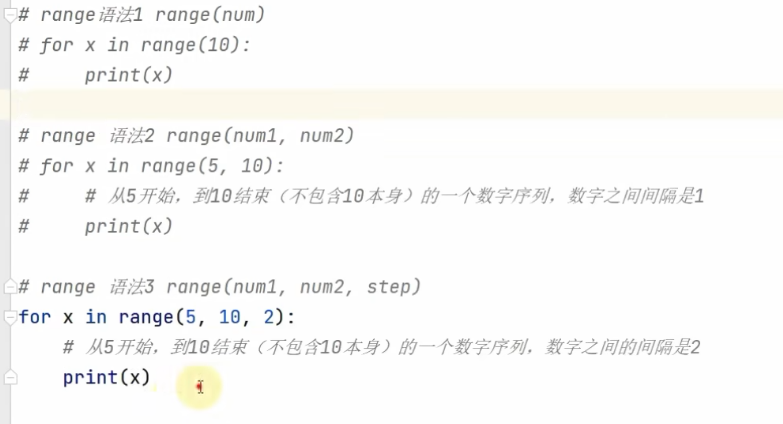 # range语法1 range(num)
# for x in range(10):
#     print(x)
# range 语法2 range(num1, num2)
# for x in range(5, 10):
#     # 从5开始，到10结束（不包含10本身）的一个数字序列，数字之间间隔是1
#     print(x)
# range 语法3 range(num1, num2, step)
for x in range(5, 10, 2):
    # 从5开始，到10结束（不包含10本身）的一个数字序列，数字之间的间隔是2
    print(x)